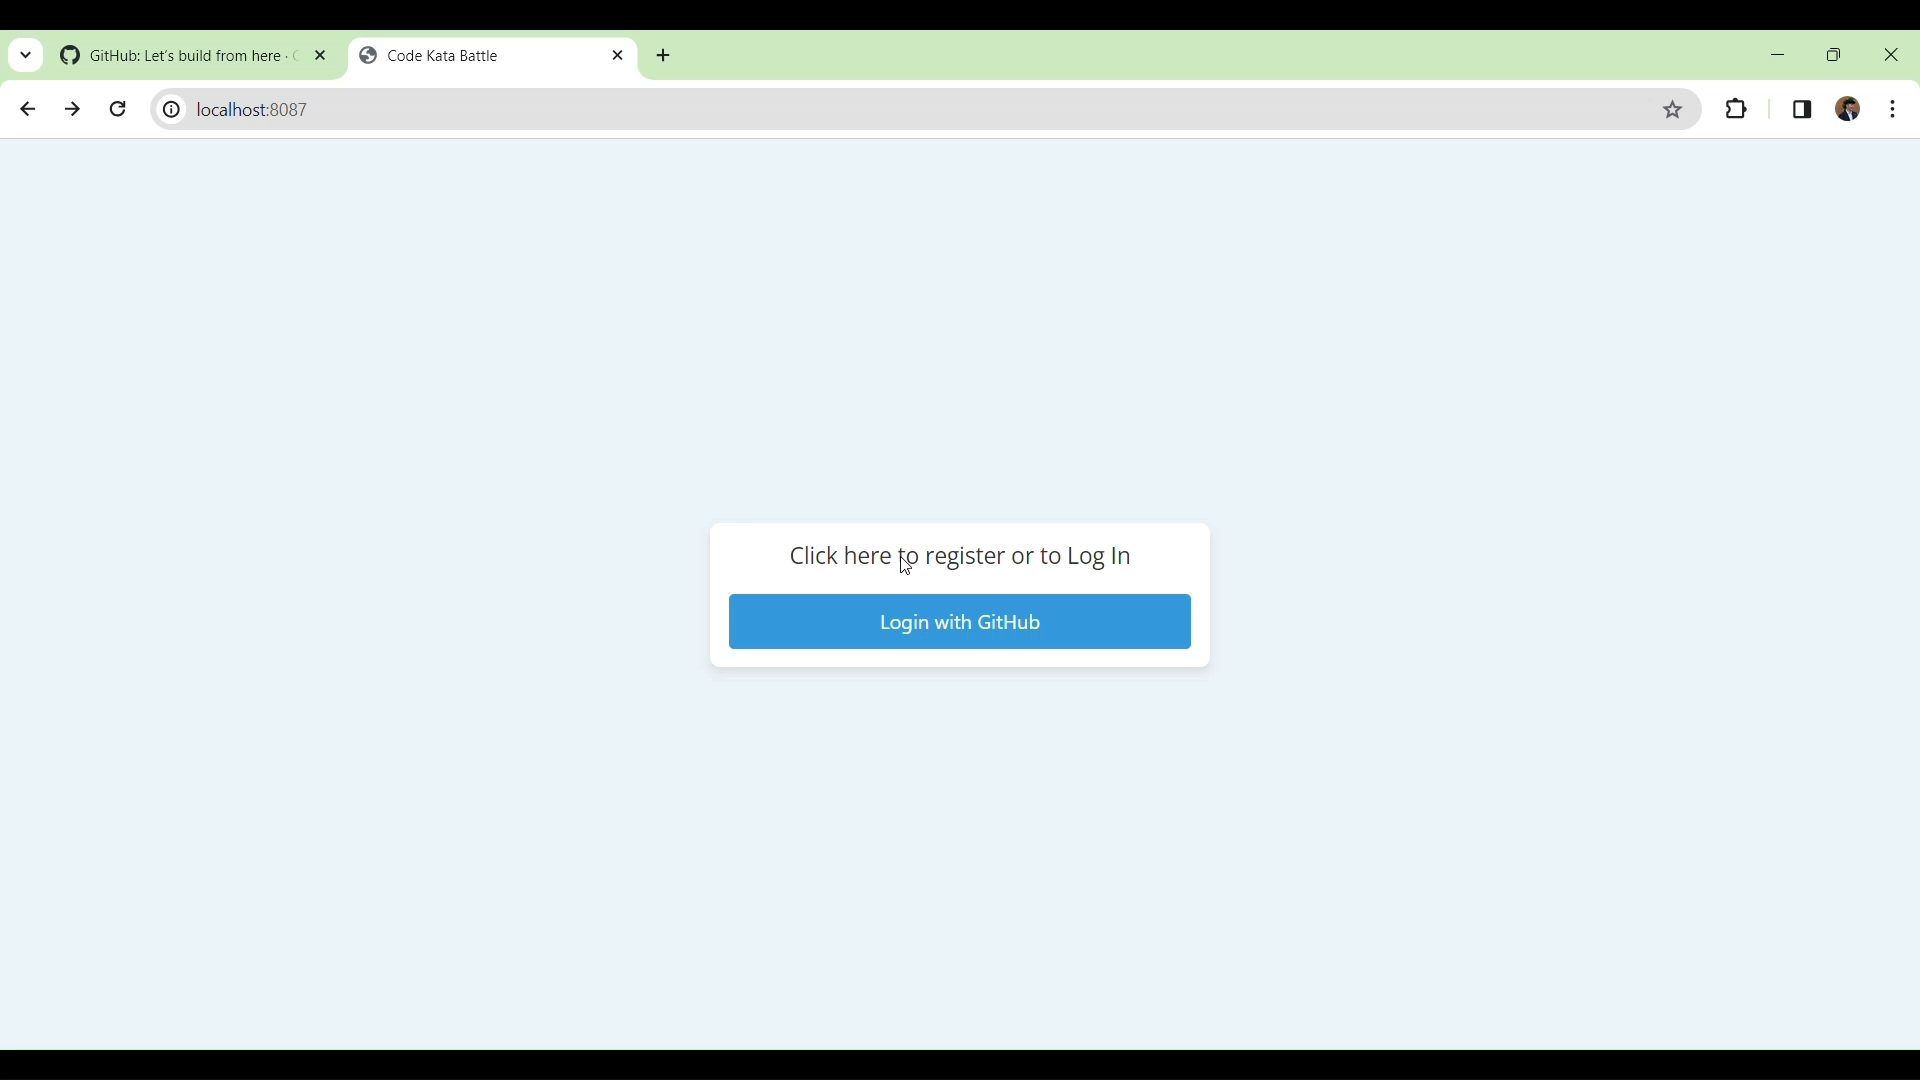 GitHub: Let's build from here ·
Code Kata Battle
localhost:8087
Click here to register or to Log In
Login with GitHub